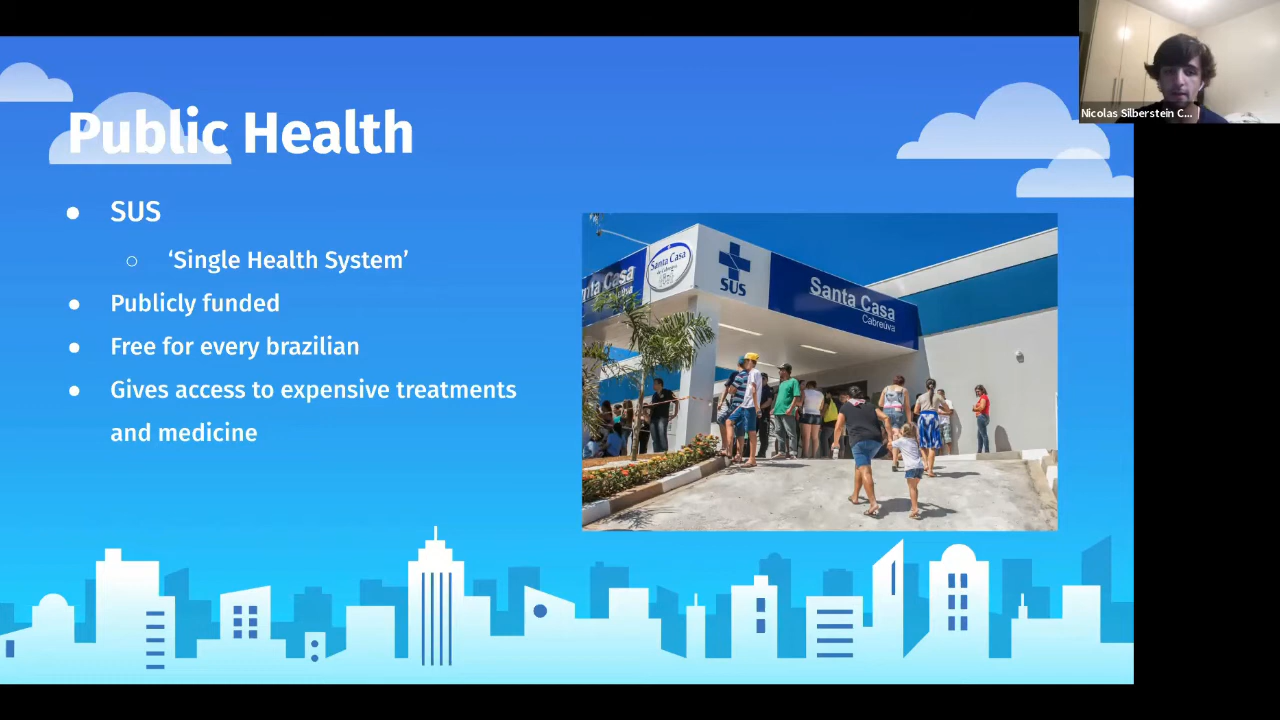 Public Health
Nicolas Silberstein C...
● SUS
○ ‘Single Health System’
● Publicly funded
● Free for every brazilian
● Gives access to expensive treatments
and medicine
Santa Casa
SUS
Santa Casa
Cabreúva